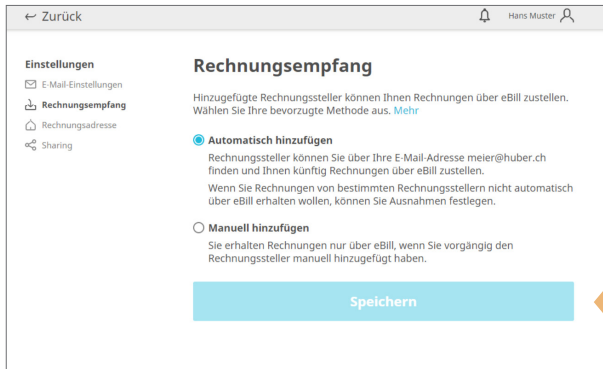 Zurück
Hans Muster
Einstellungen
E-Mail-Einstellungen
Rechnungsempfang
Rechnungsadresse
Sharing
Rechnungsempfang
Hinzugefügte Rechnungssteller können Ihnen Rechnungen über eBill zustellen.
Wählen Sie Ihre bevorzugte Methode aus. Mehr
Automatisch hinzufügen
Rechnungssteller können Sie über Ihre E-Mail-Adresse meier@huber.ch
finden und Ihnen künftig Rechnungen über eBill zustellen.
Wenn Sie Rechnungen von bestimmten Rechnungsstellern nicht automatisch
über eBill erhalten wollen, können Sie Ausnahmen festlegen.
Manuell hinzufügen
Sie erhalten Rechnungen nur über eBill, wenn Sie vorgängig den
Rechnungssteller manuell hinzugefügt haben.
Speichern